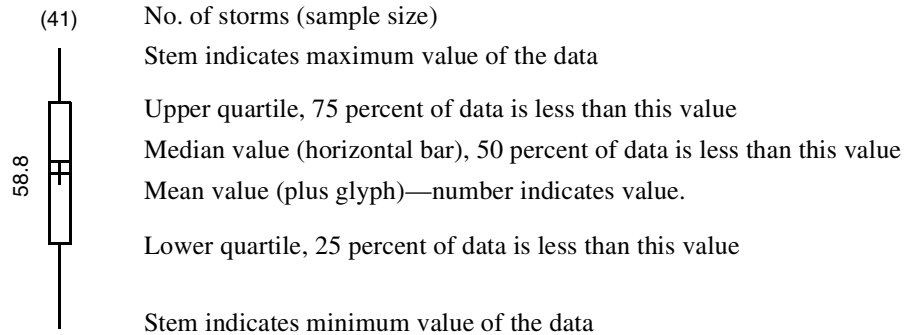 (41) No. of storms (sample size)
Stem indicates maximum value of the data
Upper quartile, 75 percent of data is less than this value
Median value (horizontal bar), 50 percent of data is less than this value
58.8
Mean value (plus glyph)—number indicates value.
Lower quartile, 25 percent of data is less than this value
Stem indicates minimum value of the data